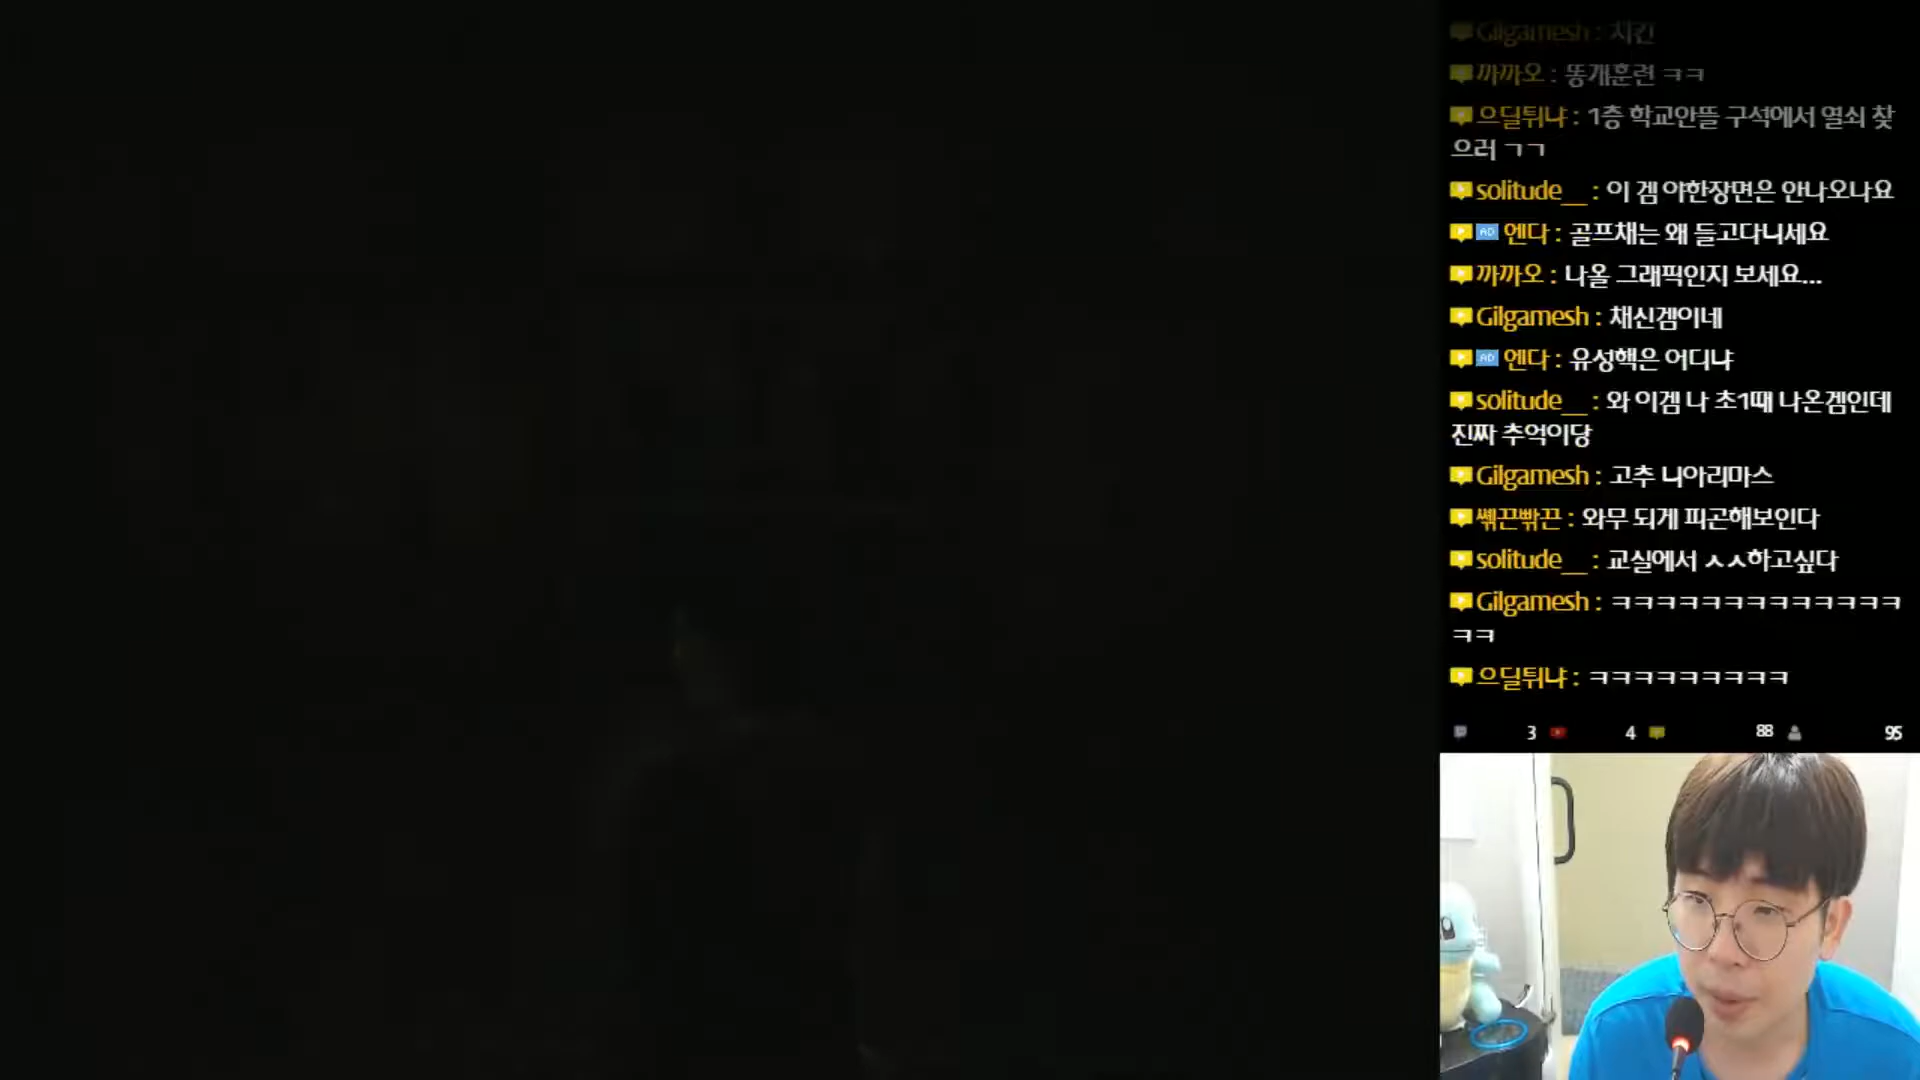 Gilgamesh : 치킨
까까오 : 똥개훈련 ㅋㅋ
으딜튀냐 : 1층 학교안뜰 구석에서 열쇠 찾
으러 ㄱㄱ
solitude__ : 이 겜 야한장면은 안나오나요
AD 엔다 : 골프채는 왜 들고다니세요
까까오 : 나올 그래픽인지 보세요...
Gilgamesh : 채신겜이네
AD 엔다 : 유성핵은 어디냐
solitude__ : 와 이겜 나 초1때 나온겜인데
진짜 추억이당
Gilgamesh : 고추 니아리마스
: 와무 되게 피곤해보인다
solitude__ : 교실에서 ㅅㅅ하고싶다
Gilgamesh : ㅋㅋㅋㅋㅋㅋㅋㅋㅋㅋㅋㅋㅋ
ㅋㅋ
으딜튀냐 : ㅋㅋㅋㅋㅋㅋㅋㅋㅋ
3 4 88 95